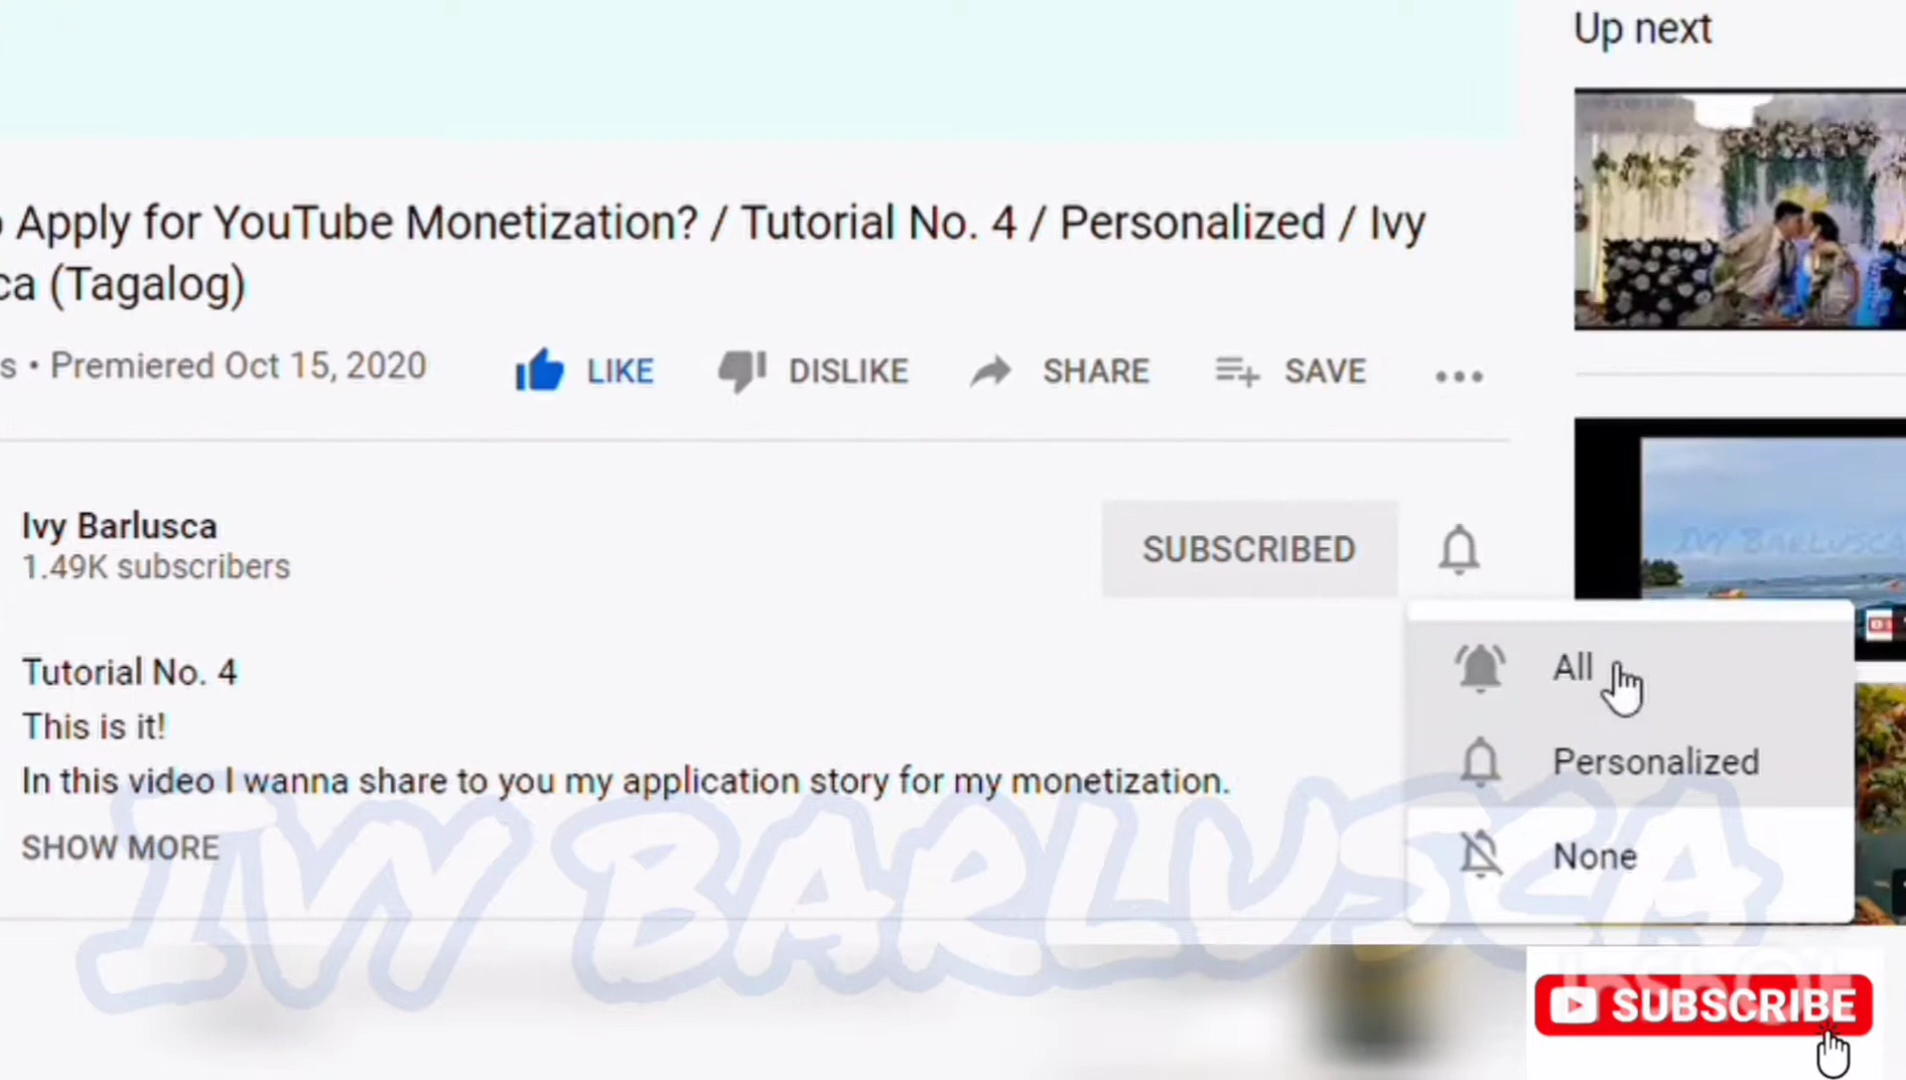 Up next
Apply for YouTube Monetization? / Tutorial No. 4 / Personalized / Ivy
ca (Tagalog)
s • Premiered Oct 15, 2020
LIKE
DISLIKE
SHARE
SAVE
Ivy Barlusca
1.49K subscribers
SUBSCRIBED
IVY BARLUSCA
Tutorial No. 4
This is it!
In this video I wanna share to you my application story for my monetization.
SHOW MORE
All
Personalized
None
IVY BARLUSCA
SUBSCRIBE